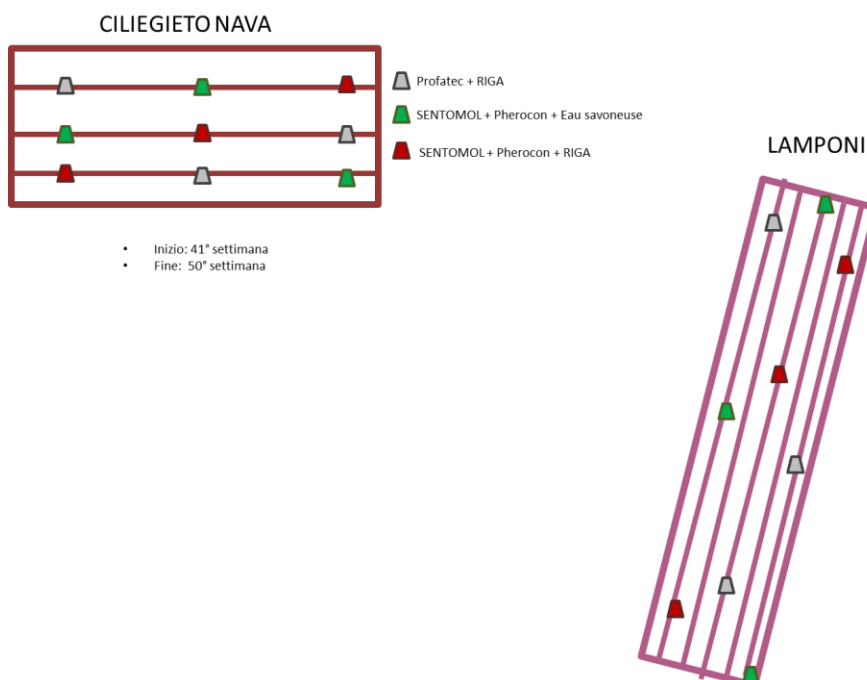 CILIEGIETO NAVA
Profatec + RIGA
SENTOMOL + Pherocon + Eau savoneuse
SENTOMOL + Pherocon + RIGA
LAMPONI
• Inizio: 41° settimana
• Fine: 50° settimana